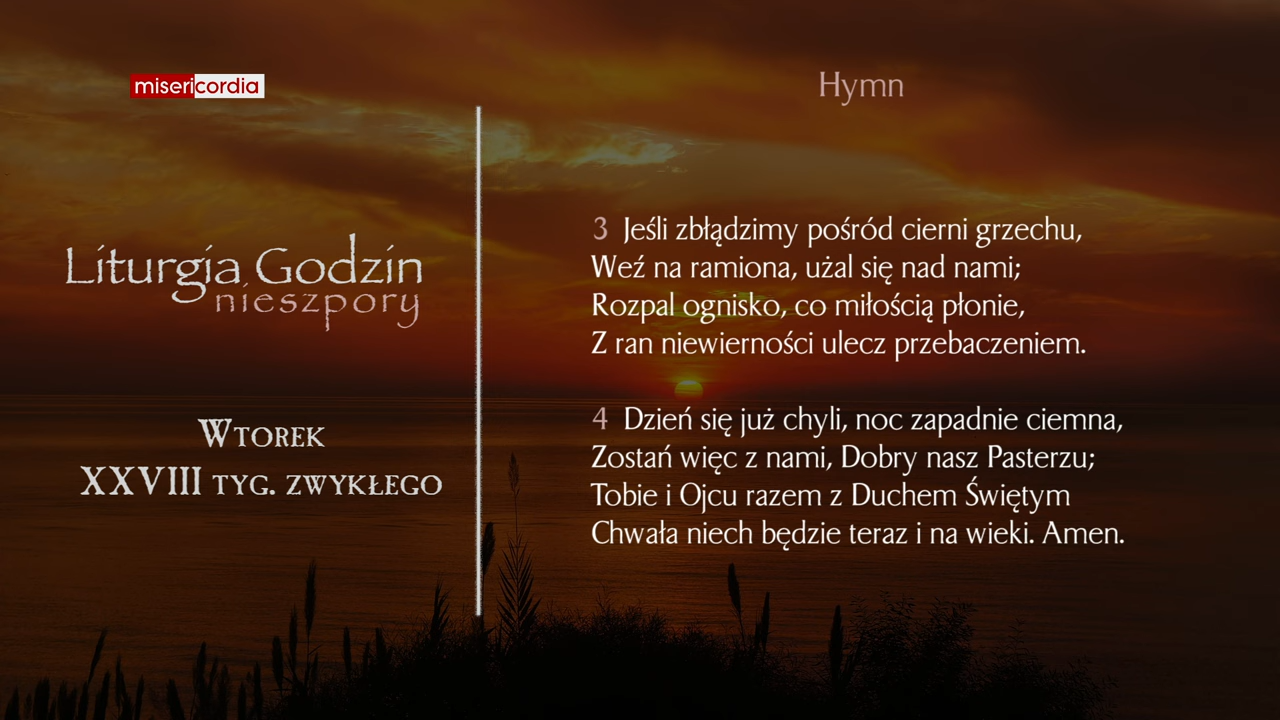 misericordia
Hymn
Liturgia Godzin
nieszpory
Wtorek
XXVIII tyg. zwykłego
3 Jeśli zbłądzimy pośród cierni grzechu,
Weź na ramiona, użal się nad nami;
Rozpal ognisko, co miłością płonie,
Z ran niewierności ulecz przebaczeniem.
4 Dzień się już chyli, noc zapadnie ciemna,
Zostań więc z nami, Dobry nasz Pasterzu;
Tobie i Ojcu razem z Duchem Świętym
Chwała niech będzie teraz i na wieki. Amen.